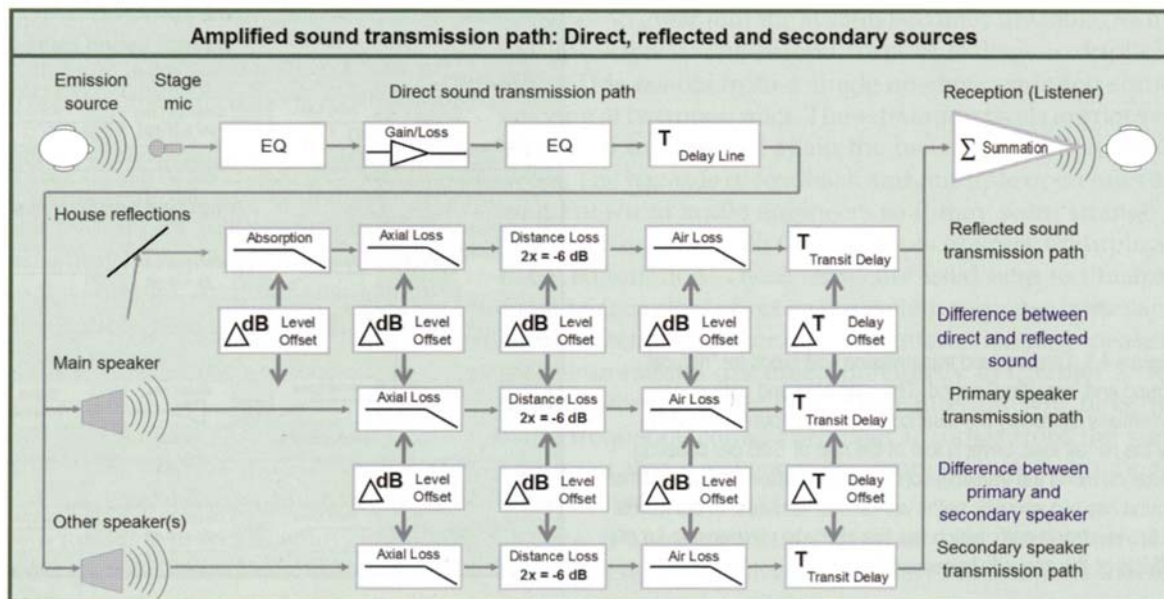 Amplified sound transmission path: Direct, reflected and secondary sources
Emission
source
Stage
mic
Direct sound transmission path
Reception (Listener)
EQ
Gain/Loss
EQ
T
Delay Line
∑ Summation
House reflections
Absorption
Axial Loss
Distance Loss
2x = -6 dB
Air Loss
T
Transit Delay
Reflected sound
transmission path
△dB Level
Offset
△dB Level
Offset
△dB Level
Offset
△dB Level
Offset
△T Delay
Offset
Difference between
direct and reflected
sound
Main speaker
Axial Loss
Distance Loss
2x = -6 dB
Air Loss
T
Transit Delay
Primary speaker
transmission path
△dB Level
Offset
△dB Level
Offset
△dB Level
Offset
△T Delay
Offset
Difference between
primary and
secondary speaker
Other speaker(s)
Axial Loss
Distance Loss
2x = -6 dB
Air Loss
T
Transit Delay
Secondary speaker
transmission path